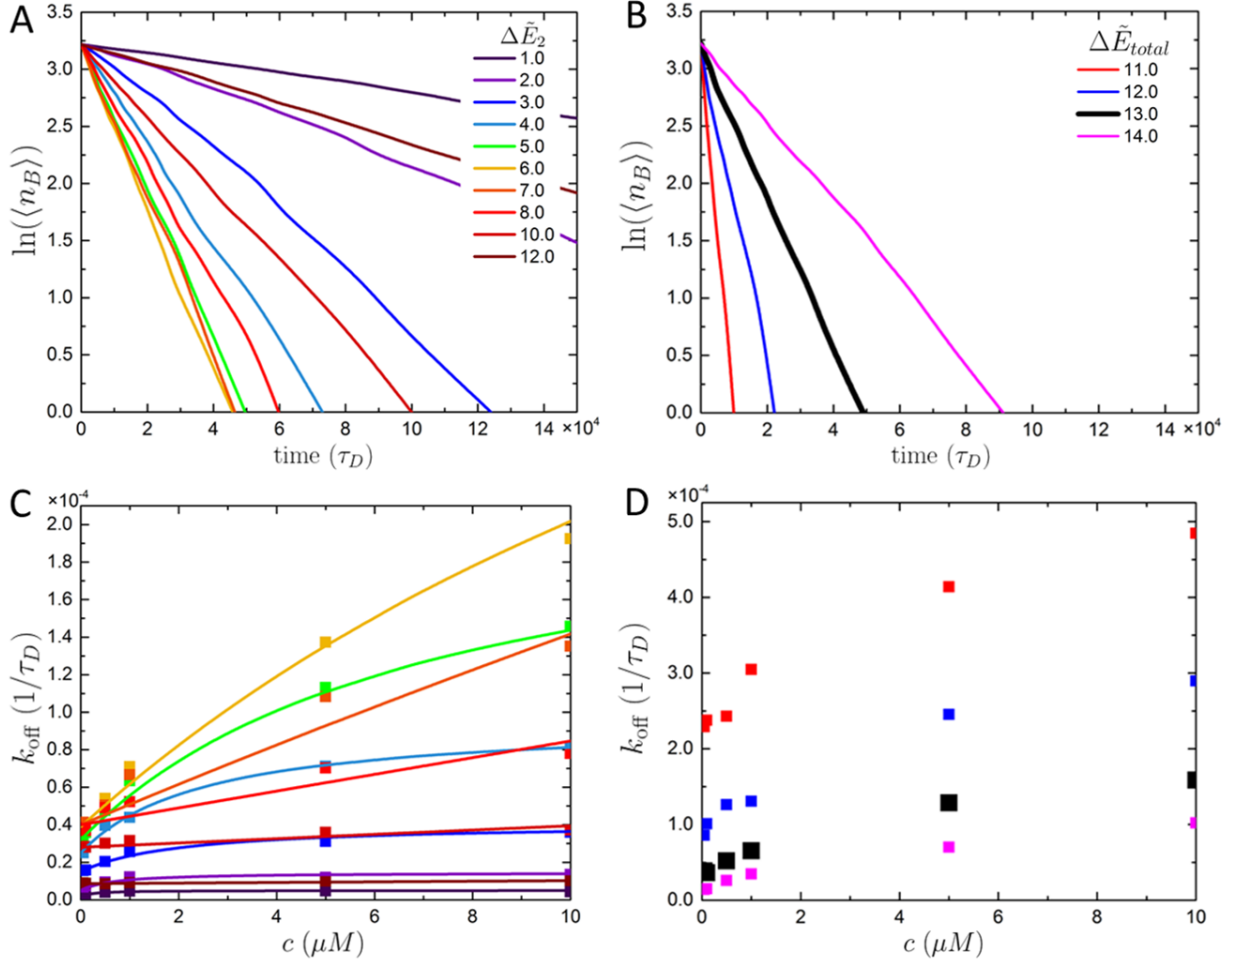 A
3.5
3.0
2.5
2.0
1.5
1.0
0.5
0.0
ln(⟨n_B⟩)
ΔẼ₂
1.0
2.0
3.0
4.0
5.0
6.0
7.0
8.0
10.0
12.0
0 2 4 6 8 10 12 14 ×10⁴
time (τ_D)
B
3.5
3.0
2.5
2.0
1.5
1.0
0.5
0.0
ln(⟨n_B⟩)
ΔẼ_total
11.0
12.0
13.0
14.0
0 2 4 6 8 10 12 14 ×10⁴
time (τ_D)
C
×10⁻⁴
2.0
1.8
1.6
1.4
1.2
1.0
0.8
0.6
0.4
0.2
0.0
k_off (1/τ_D)
0 2 4 6 8 10
c (μM)
D
×10⁻⁴
5.0
4.0
3.0
2.0
1.0
0.0
k_off (1/τ_D)
0 2 4 6 8 10
c (μM)